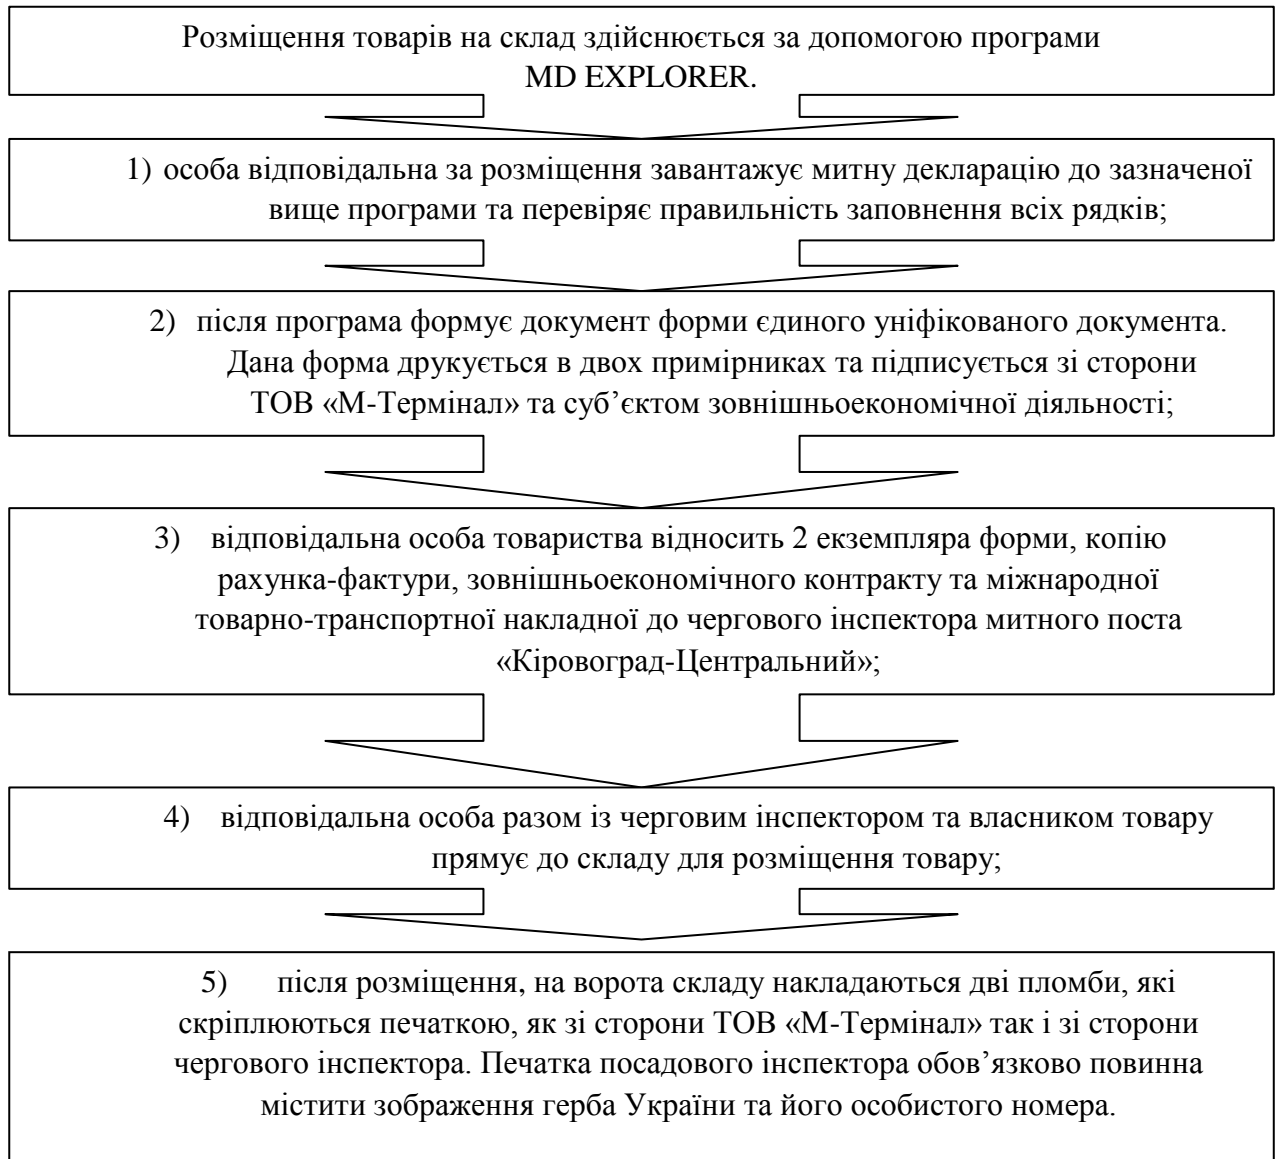 Розміщення товарів на склад здійснюється за допомогою програми
MD EXPLORER.
1) особа відповідальна за розміщення завантажує митну декларацію до зазначеної
вище програми та перевіряє правильність заповнення всіх рядків;
2) після програма формує документ форми єдиного уніфікованого документа.
Дана форма друкується в двох примірниках та підписується зі сторони
ТОВ «М-Термінал» та суб’єктом зовнішньоекономічної діяльності;
3) відповідальна особа товариства відносить 2 екземпляра форми, копію
рахунка-фактури, зовнішньоекономічного контракту та міжнародної
товарно-транспортної накладної до чергового інспектора митного поста
«Кіровоград-Центральний»;
4) відповідальна особа разом із черговим інспектором та власником товару
прямує до складу для розміщення товару;
5) після розміщення, на ворота складу накладаються дві пломби, які
скріплюються печаткою, як зі сторони ТОВ «М-Термінал» так і зі сторони
чергового інспектора. Печатка посадового інспектора обов’язково повинна
містити зображення герба України та його особистого номера.